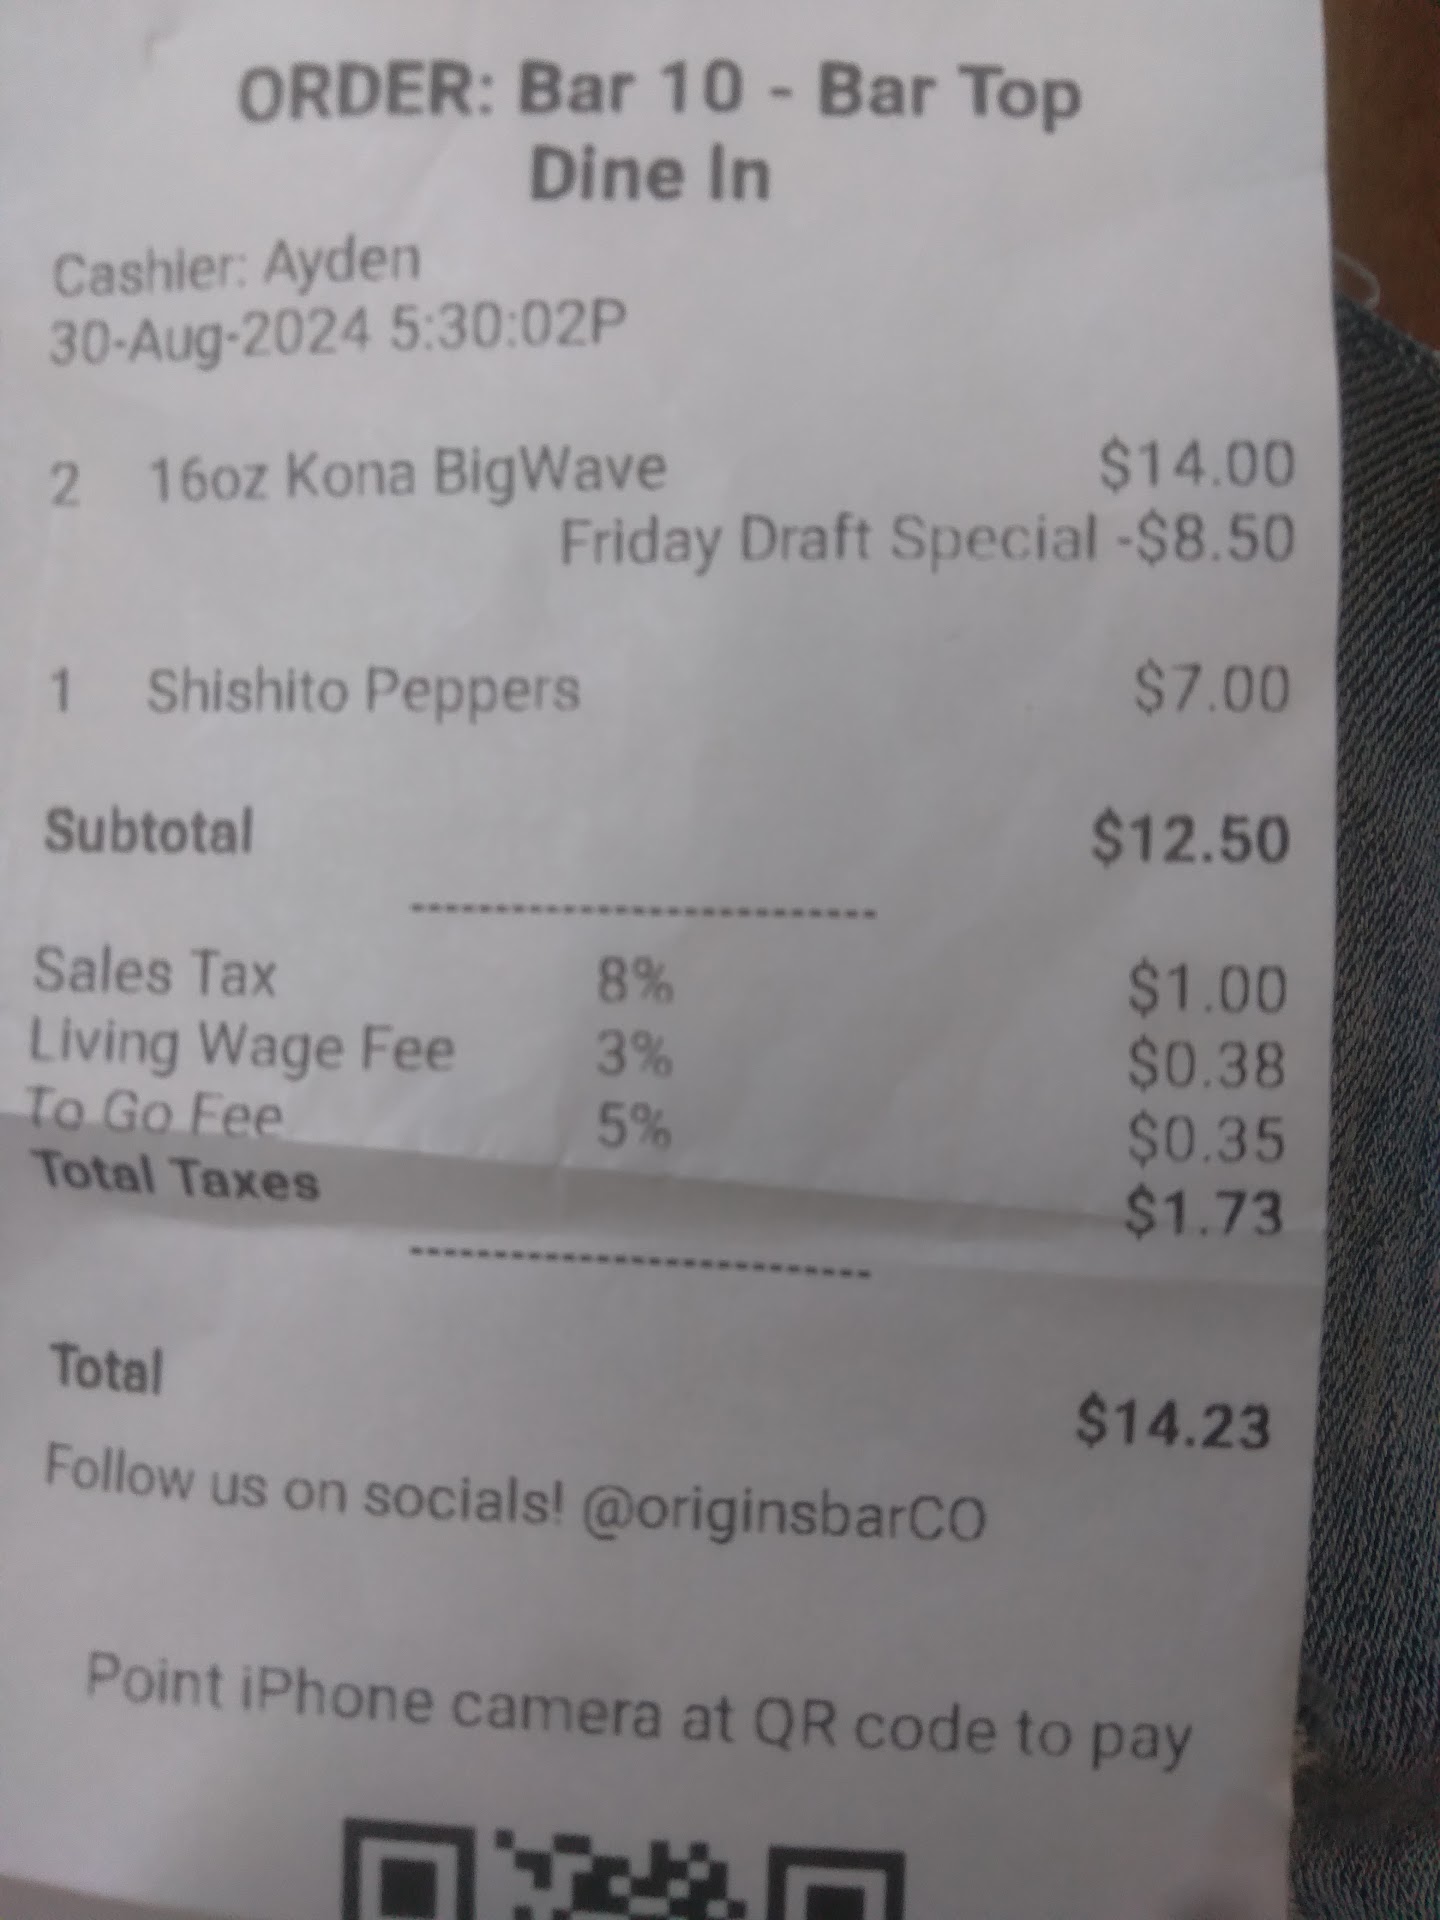 ORDER: Bar 10 - Bar Top
Dine In
Cashier: Ayden
30-Aug-2024 5:30:02P
2 16oz Kona BigWave $14.00
Friday Draft Special -$8.50
1 Shishito Peppers $7.00
Subtotal $12.50
---------------------------
Sales Tax 8% $1.00
Living Wage Fee 3% $0.38
To Go Fee 5% $0.35
Total Taxes $1.73
---------------------------
Total $14.23
Follow us on socials! @originsbarCO
Point iPhone camera at QR code to pay